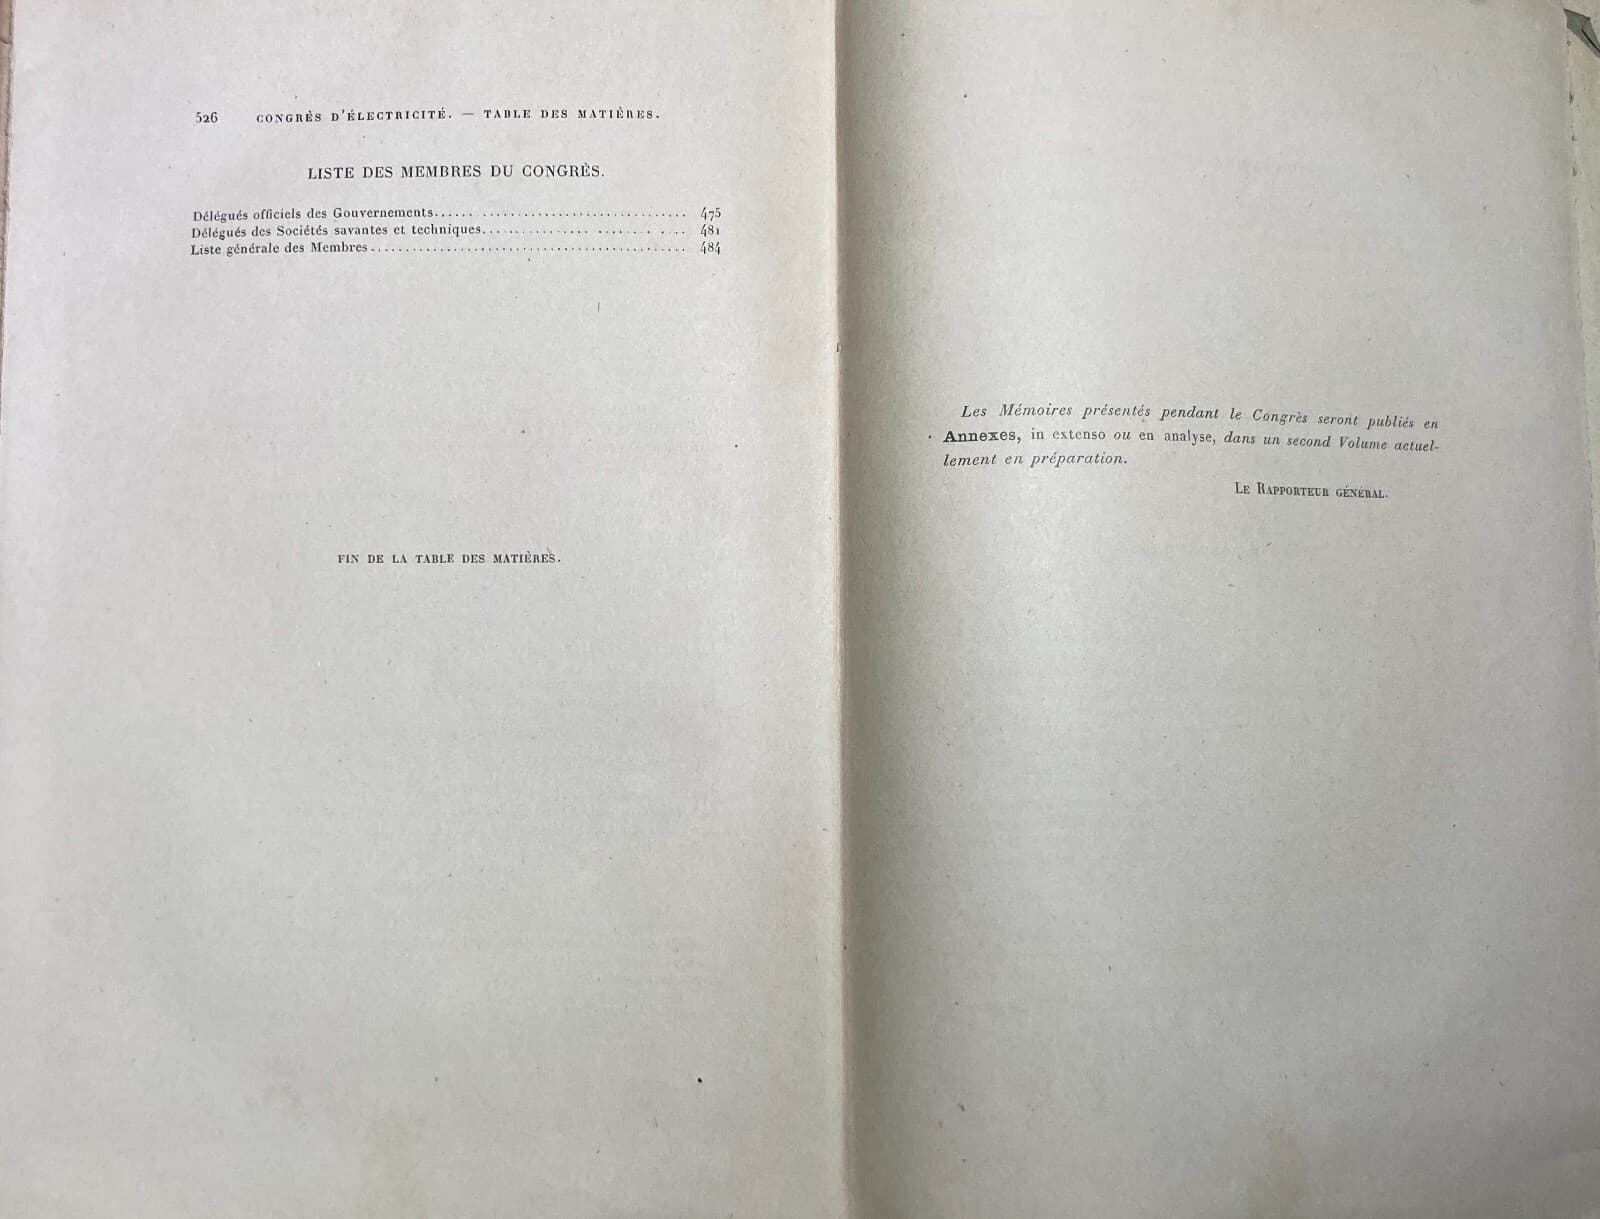 526 CONGRÈS D'ÉLECTRICITÉ. — TABLE DES MATIÈRES.
LISTE DES MEMBRES DU CONGRÈS.
Délégués officiels des Gouvernements........................................ 475
Délégués des Sociétés savantes et techniques................................ 481
Liste générale des Membres.................................................. 484
FIN DE LA TABLE DES MATIÈRES.
Les Mémoires présentés pendant le Congrès seront publiés en
Annexes, in extenso ou en analyse, dans un second Volume actuel-
lement en préparation.
LE RAPPORTEUR GÉNÉRAL.